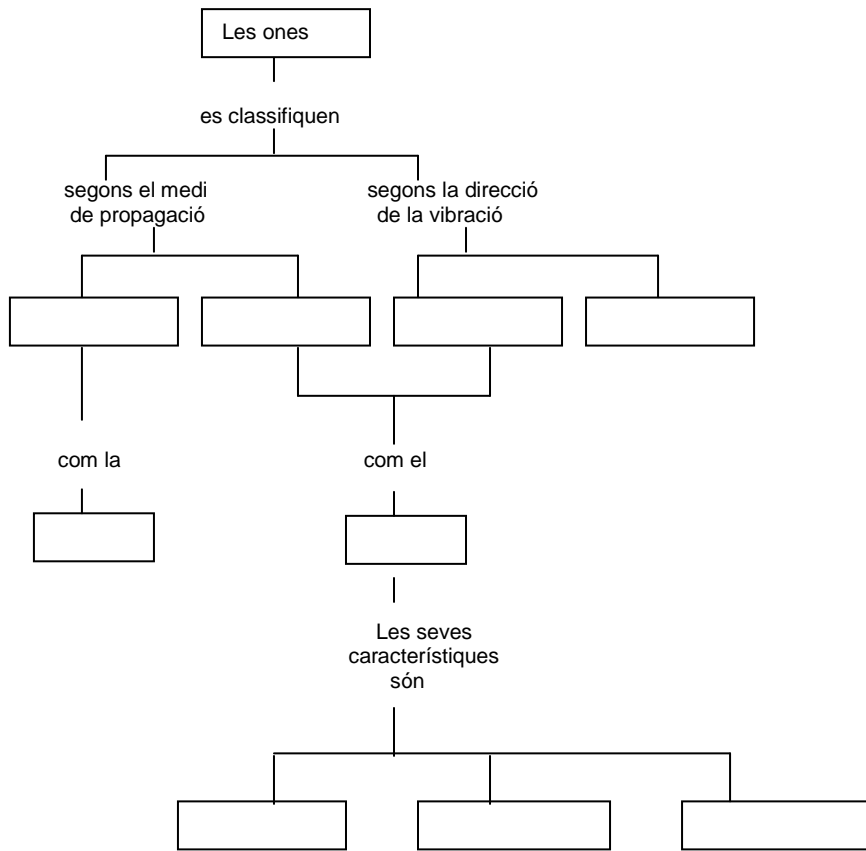 Les ones
es classifiquen
segons el medi
de propagació
segons la direcció
de la vibració
com la
com el
Les seves
característiques
són